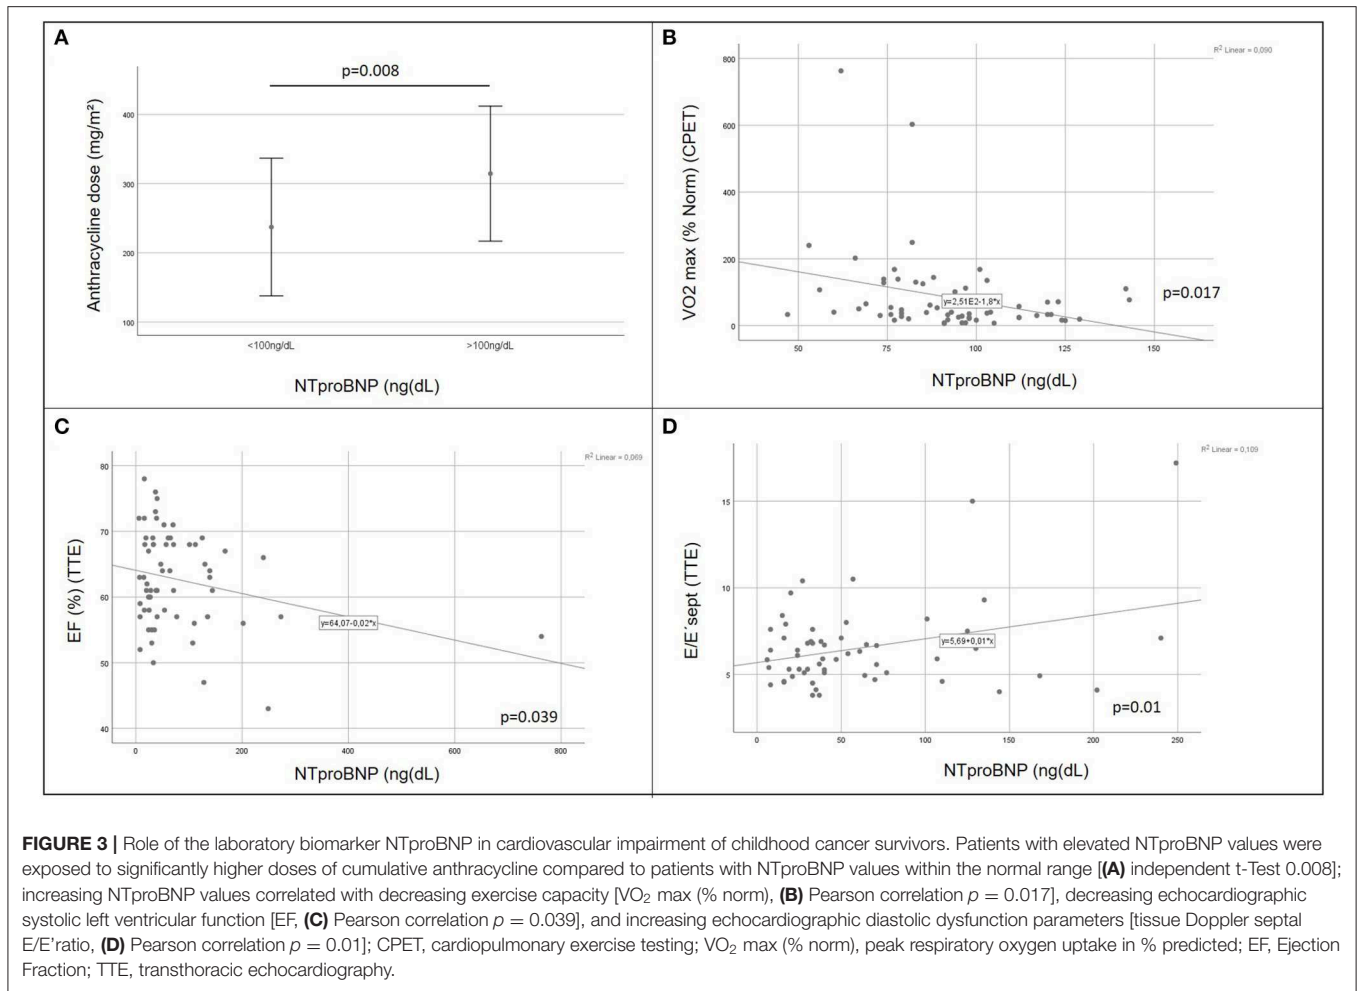 A
p=0.008
Anthracycline dose (mg/m²)
400
300
200
100
<100ng/dL
>100ng/dL
NTproBNP (ng(dL)
B
R² Linear = 0,090
VO2 max (% Norm) (CPET)
800
600
400
200
0
y=2,51E2-1,8*x
p=0.017
50
75
100
125
150
NTproBNP (ng(dL)
C
R² Linear = 0,069
EF (%) (TTE)
80
70
60
50
40
y=64,07-0,02*x
p=0.039
0
200
400
600
800
NTproBNP (ng(dL)
D
R² Linear = 0,109
E/E´sept (TTE)
15
10
5
y=5,69+0,01*x
p=0.01
0
50
100
150
200
250
NTproBNP (ng(dL)
FIGURE 3 | Role of the laboratory biomarker NTproBNP in cardiovascular impairment of childhood cancer survivors. Patients with elevated NTproBNP values were
exposed to significantly higher doses of cumulative anthracycline compared to patients with NTproBNP values within the normal range [(A) independent t-Test 0.008];
increasing NTproBNP values correlated with decreasing exercise capacity [VO₂ max (% norm), (B) Pearson correlation p = 0.017], decreasing echocardiographic
systolic left ventricular function [EF, (C) Pearson correlation p = 0.039], and increasing echocardiographic diastolic dysfunction parameters [tissue Doppler septal
E/E'ratio, (D) Pearson correlation p = 0.01]; CPET, cardiopulmonary exercise testing; VO₂ max (% norm), peak respiratory oxygen uptake in % predicted; EF, Ejection
Fraction; TTE, transthoracic echocardiography.